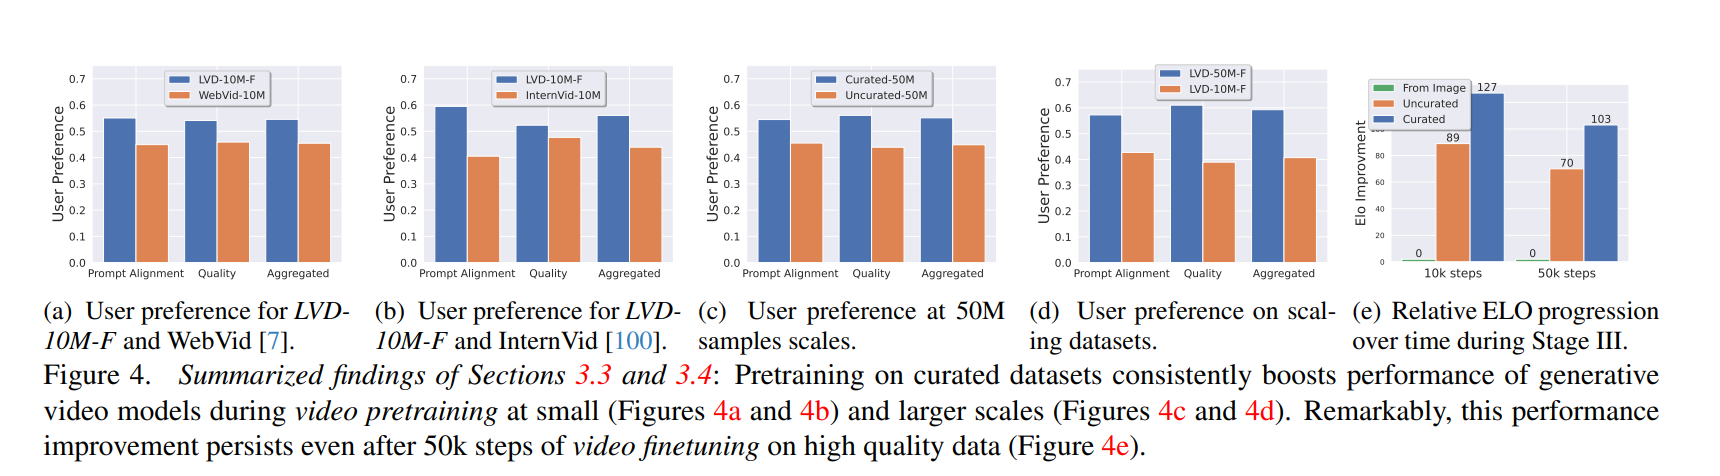 0.7
0.6
0.5
0.4
0.3
0.2
0.1
0.0
User Preference
LVD-10M-F
WebVid-10M
Prompt Alignment Quality Aggregated
0.7
0.6
0.5
0.4
0.3
0.2
0.1
0.0
User Preference
LVD-10M-F
InternVid-10M
Prompt Alignment Quality Aggregated
0.7
0.6
0.5
0.4
0.3
0.2
0.1
0.0
User Preference
Curated-50M
Uncurated-50M
Prompt Alignment Quality Aggregated
0.7
0.6
0.5
0.4
0.3
0.2
0.1
0.0
User Preference
LVD-50M-F
LVD-10M-F
Prompt Alignment Quality Aggregated
From Image
Uncurated
Curated
127
103
89
70
0
0
80
60
40
20
0
Elo Improvment
10k steps 50k steps
(a) User preference for LVD-
10M-F and WebVid [7].
(b) User preference for LVD-
10M-F and InternVid [100].
(c) User preference at 50M
samples scales.
(d) User preference on scal-
ing datasets.
(e) Relative ELO progression
over time during Stage III.
Figure 4. Summarized findings of Sections 3.3 and 3.4: Pretraining on curated datasets consistently boosts performance of generative
video models during video pretraining at small (Figures 4a and 4b) and larger scales (Figures 4c and 4d). Remarkably, this performance
improvement persists even after 50k steps of video finetuning on high quality data (Figure 4e).